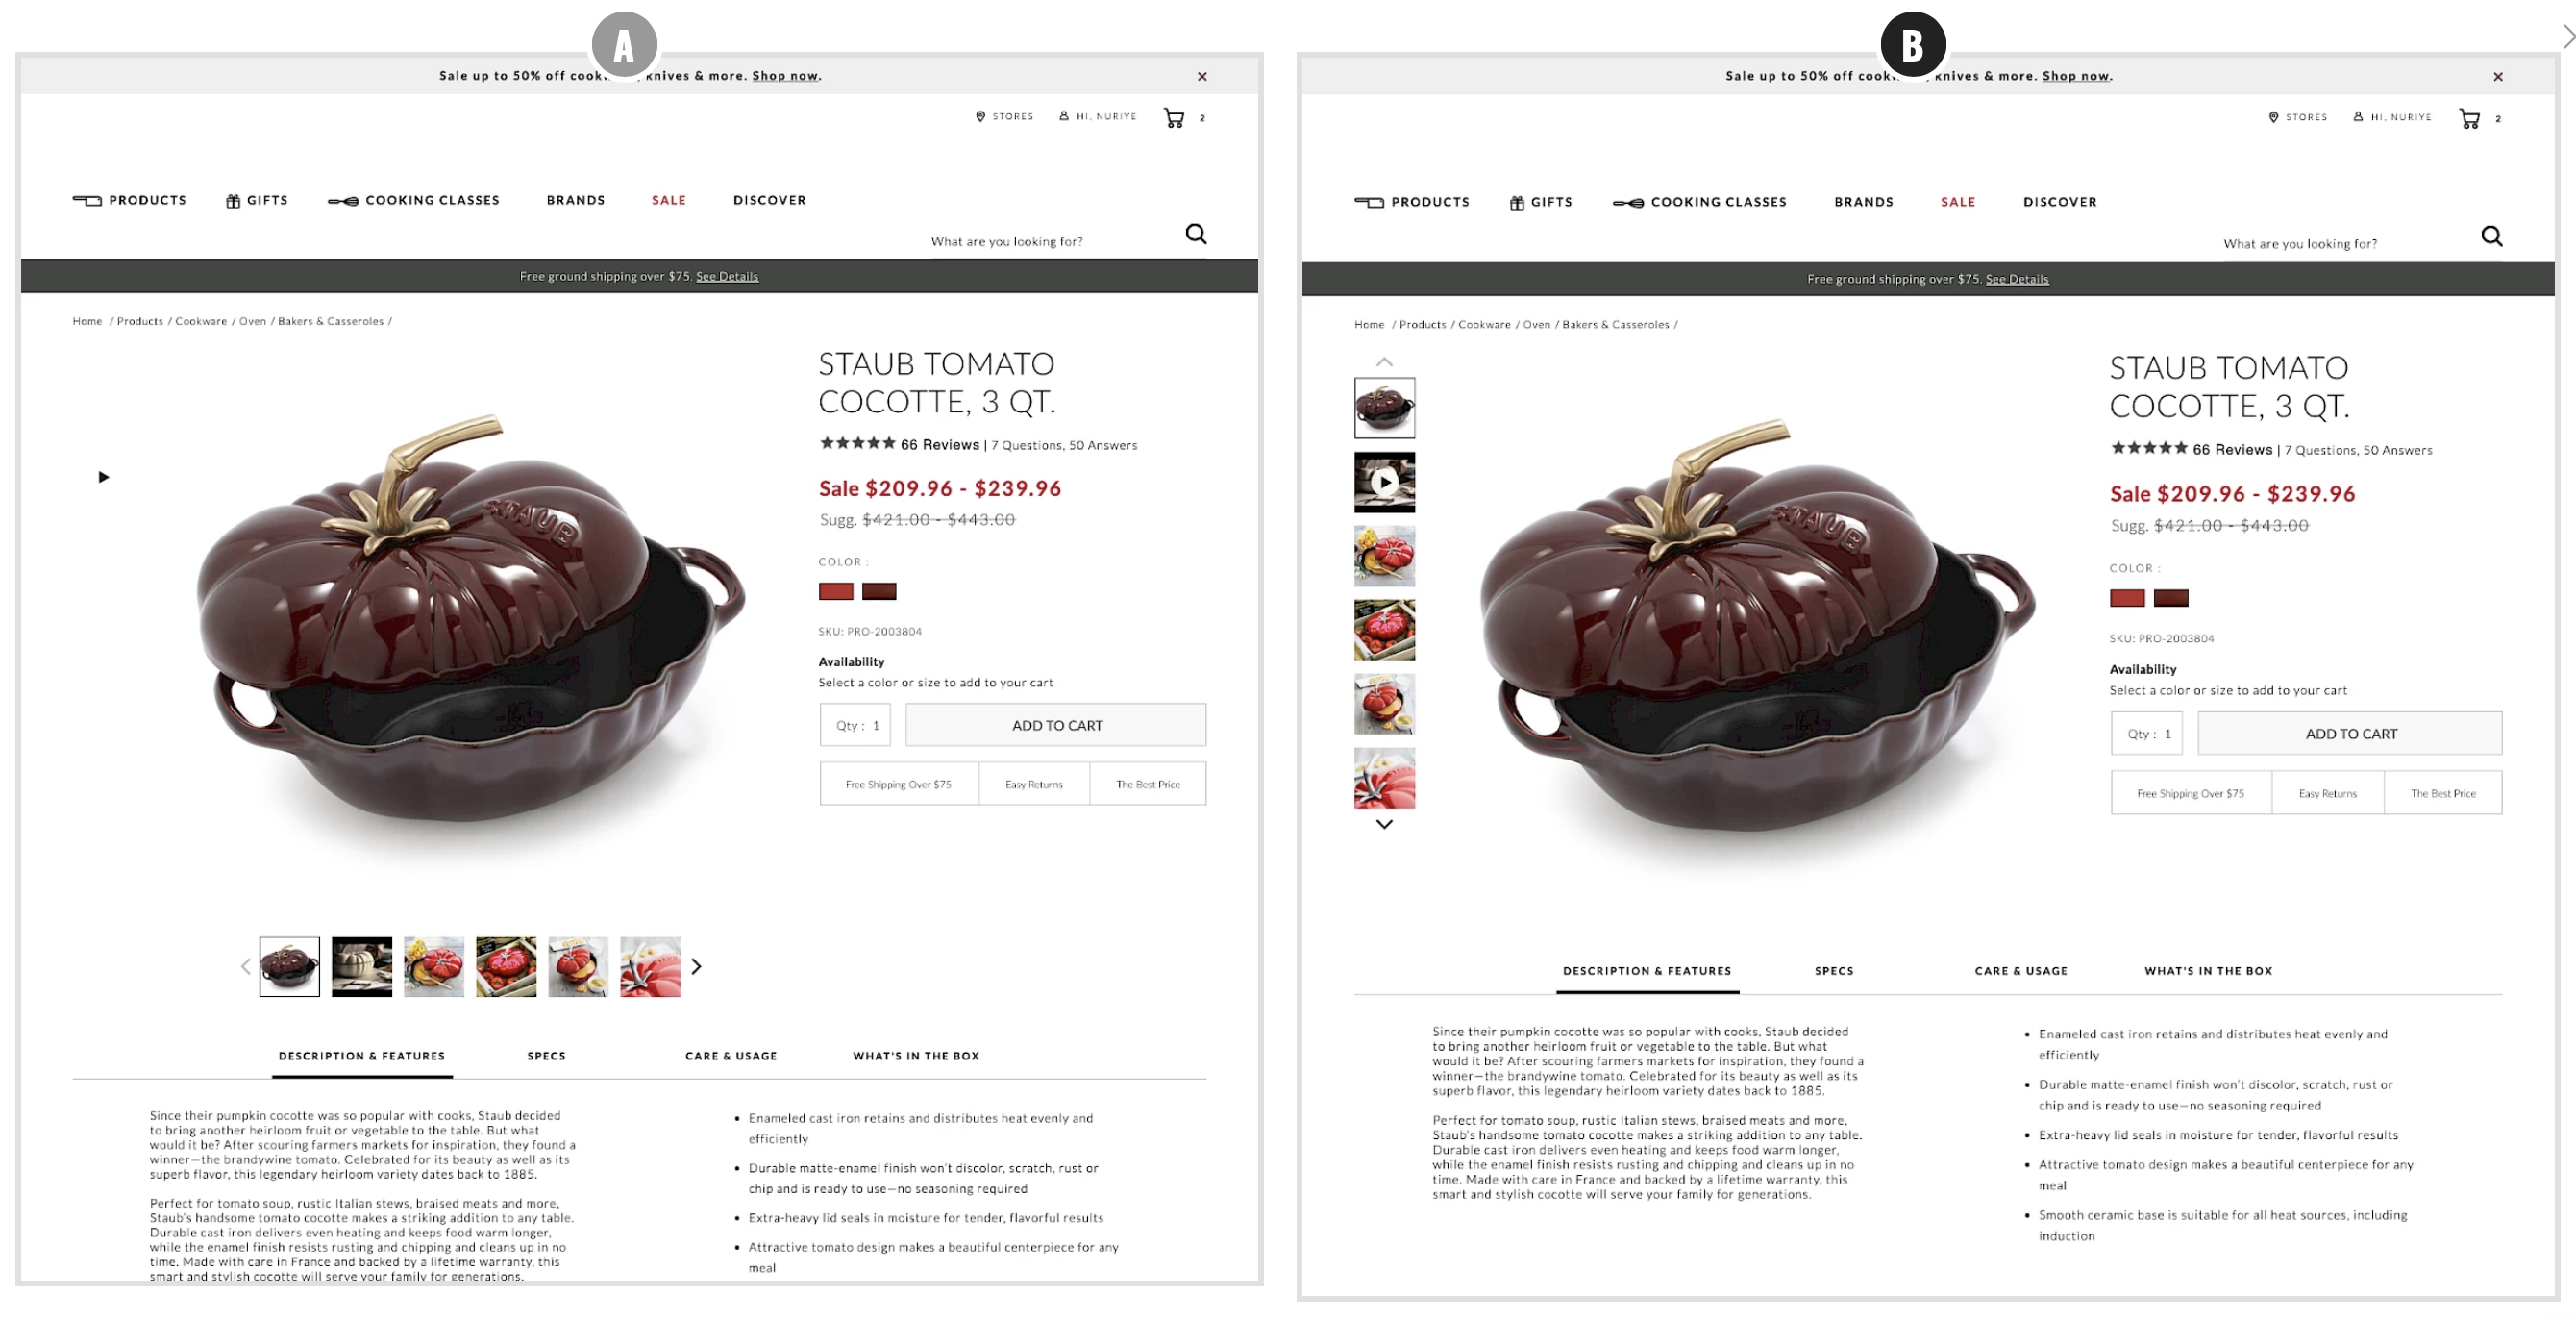 A
Sale up to 50% off knives & more. Shop now.
STORES HI, NURIYE 2
PRODUCTS GIFTS COOKING CLASSES BRANDS SALE DISCOVER
What are you looking for?
Free ground shipping over $75. See Details
Home / Products / Cookware / Oven / Bakers & Casseroles /
STAUB TOMATO
COCOTTE, 3 QT.
66 Reviews | 7 Questions, 50 Answers
Sale $209.96 - $239.96
Sugg. $421.00 - $443.00
COLOR :
SKU: PRO-2003804
Availability
Select a color or size to add to your cart
Qty : 1 ADD TO CART
Free Shipping Over $75 Easy Returns The Best Price
STAUB
DESCRIPTION & FEATURES SPECS CARE & USAGE WHAT'S IN THE BOX
Since their pumpkin cocotte was so popular with cooks, Staub decided
to bring another heirloom fruit or vegetable to the table. But what
would it be? After scouring farmers markets for inspiration, they found a
winner—the brandywine tomato. Celebrated for its beauty as well as its
superb flavor, this legendary heirloom variety dates back to 1885.
Perfect for tomato soup, rustic Italian stews, braised meats and more,
Staub's handsome tomato cocotte makes a striking addition to any table.
Durable cast iron delivers even heating and keeps food warm longer,
while the enamel finish resists rusting and chipping and cleans up in no
time. Made with care in France and backed by a lifetime warranty, this
smart and stylish cocotte will serve your family for generations.
• Enameled cast iron retains and distributes heat evenly and
efficiently
• Durable matte-enamel finish won't discolor, scratch, rust or
chip and is ready to use—no seasoning required
• Extra-heavy lid seals in moisture for tender, flavorful results
• Attractive tomato design makes a beautiful centerpiece for any
meal
B
Sale up to 50% off knives & more. Shop now.
STORES HI, NURIYE 2
PRODUCTS GIFTS COOKING CLASSES BRANDS SALE DISCOVER
What are you looking for?
Free ground shipping over $75. See Details
Home / Products / Cookware / Oven / Bakers & Casseroles /
STAUB TOMATO
COCOTTE, 3 QT.
66 Reviews | 7 Questions, 50 Answers
Sale $209.96 - $239.96
Sugg. $421.00 - $443.00
COLOR :
SKU: PRO-2003804
Availability
Select a color or size to add to your cart
Qty : 1 ADD TO CART
Free Shipping Over $75 Easy Returns The Best Price
STAUB
DESCRIPTION & FEATURES SPECS CARE & USAGE WHAT'S IN THE BOX
Since their pumpkin cocotte was so popular with cooks, Staub decided
to bring another heirloom fruit or vegetable to the table. But what
would it be? After scouring farmers markets for inspiration, they found a
winner—the brandywine tomato. Celebrated for its beauty as well as its
superb flavor, this legendary heirloom variety dates back to 1885.
Perfect for tomato soup, rustic Italian stews, braised meats and more,
Staub's handsome tomato cocotte makes a striking addition to any table.
Durable cast iron delivers even heating and keeps food warm longer,
while the enamel finish resists rusting and chipping and cleans up in no
time. Made with care in France and backed by a lifetime warranty, this
smart and stylish cocotte will serve your family for generations.
• Enameled cast iron retains and distributes heat evenly and
efficiently
• Durable matte-enamel finish won't discolor, scratch, rust or
chip and is ready to use—no seasoning required
• Extra-heavy lid seals in moisture for tender, flavorful results
• Attractive tomato design makes a beautiful centerpiece for any
meal
• Smooth ceramic base is suitable for all heat sources, including
induction